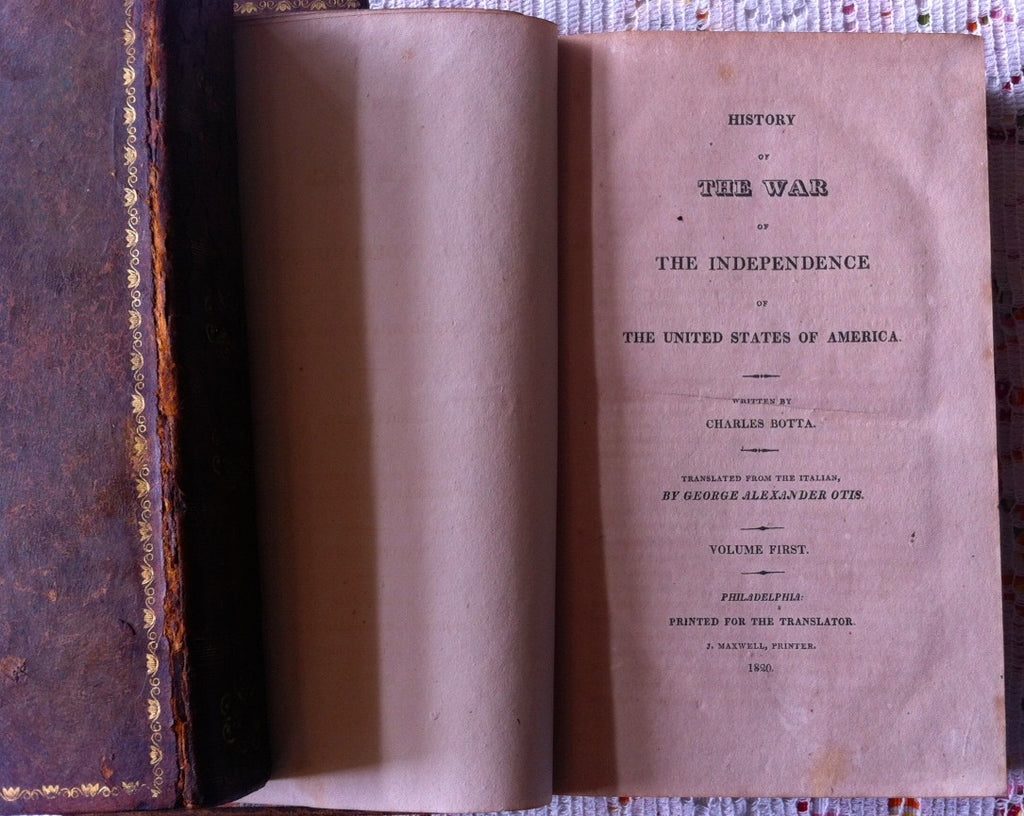 HISTORY
OF
THE WAR
OF
THE INDEPENDENCE
OF
THE UNITED STATES OF AMERICA.
WRITTEN BY
CHARLES BOTTA.
TRANSLATED FROM THE ITALIAN,
BY GEORGE ALEXANDER OTIS.
VOLUME FIRST.
PHILADELPHIA:
PRINTED FOR THE TRANSLATOR.
J. MAXWELL, PRINTER.
1820.